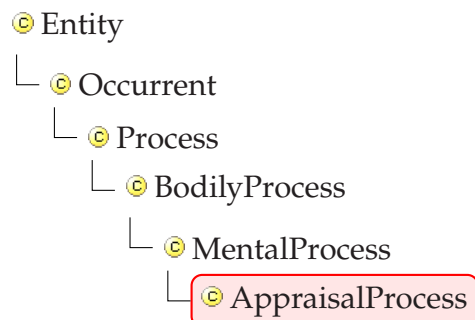 Entity
Occurrent
Process
BodilyProcess
MentalProcess
AppraisalProcess